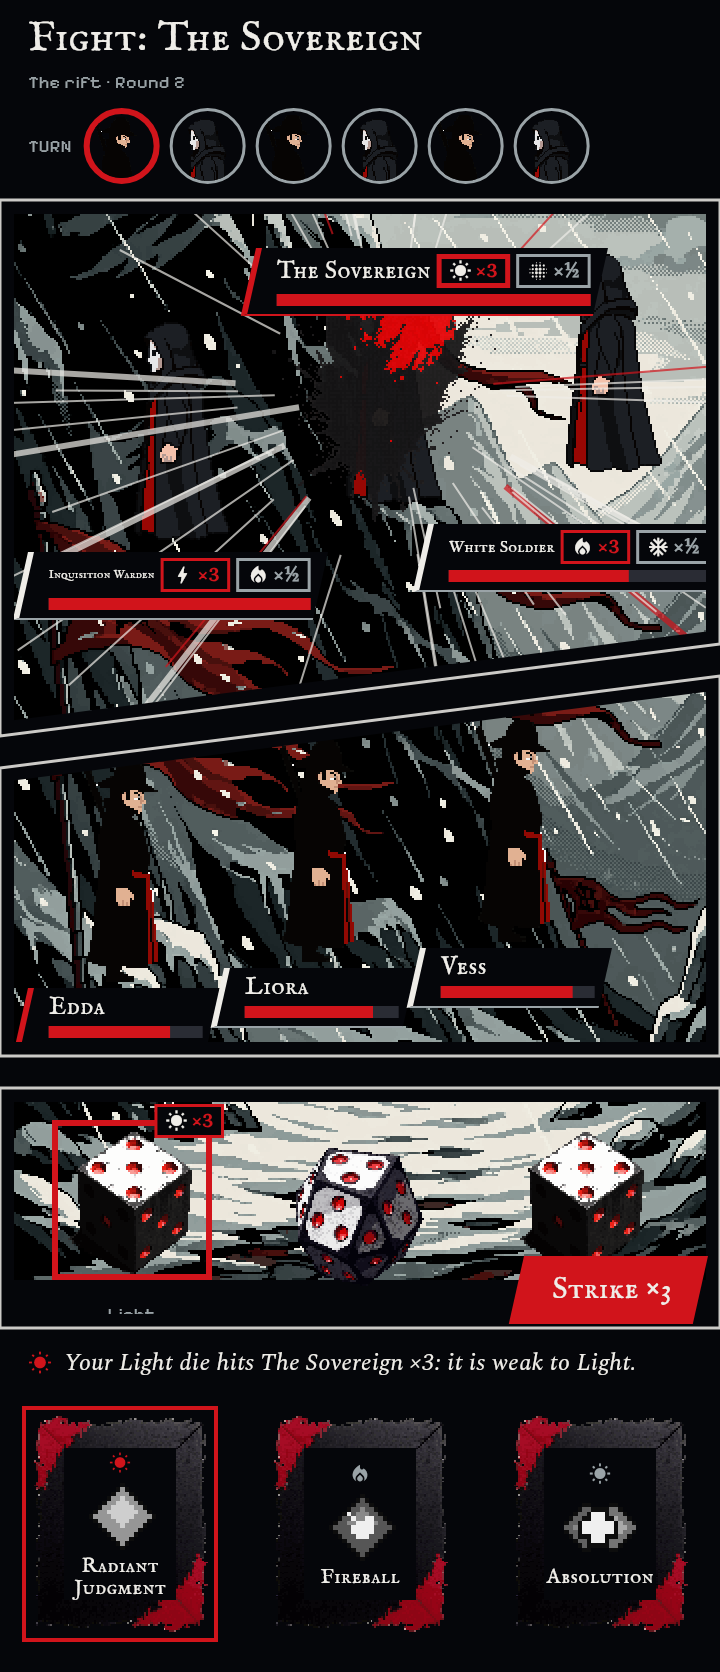 Fight: The Sovereign
The rift · Round 8
TURN
The Sovereign ×3 ×½
White Soldier ×3 ×½
Inquisition Warden ×3 ×½
Vess
Liora
Edda
×3
Strike ×3
Light
Your Light die hits The Sovereign ×3: it is weak to Light.
Radiant
Judgment
Fireball
Absolution